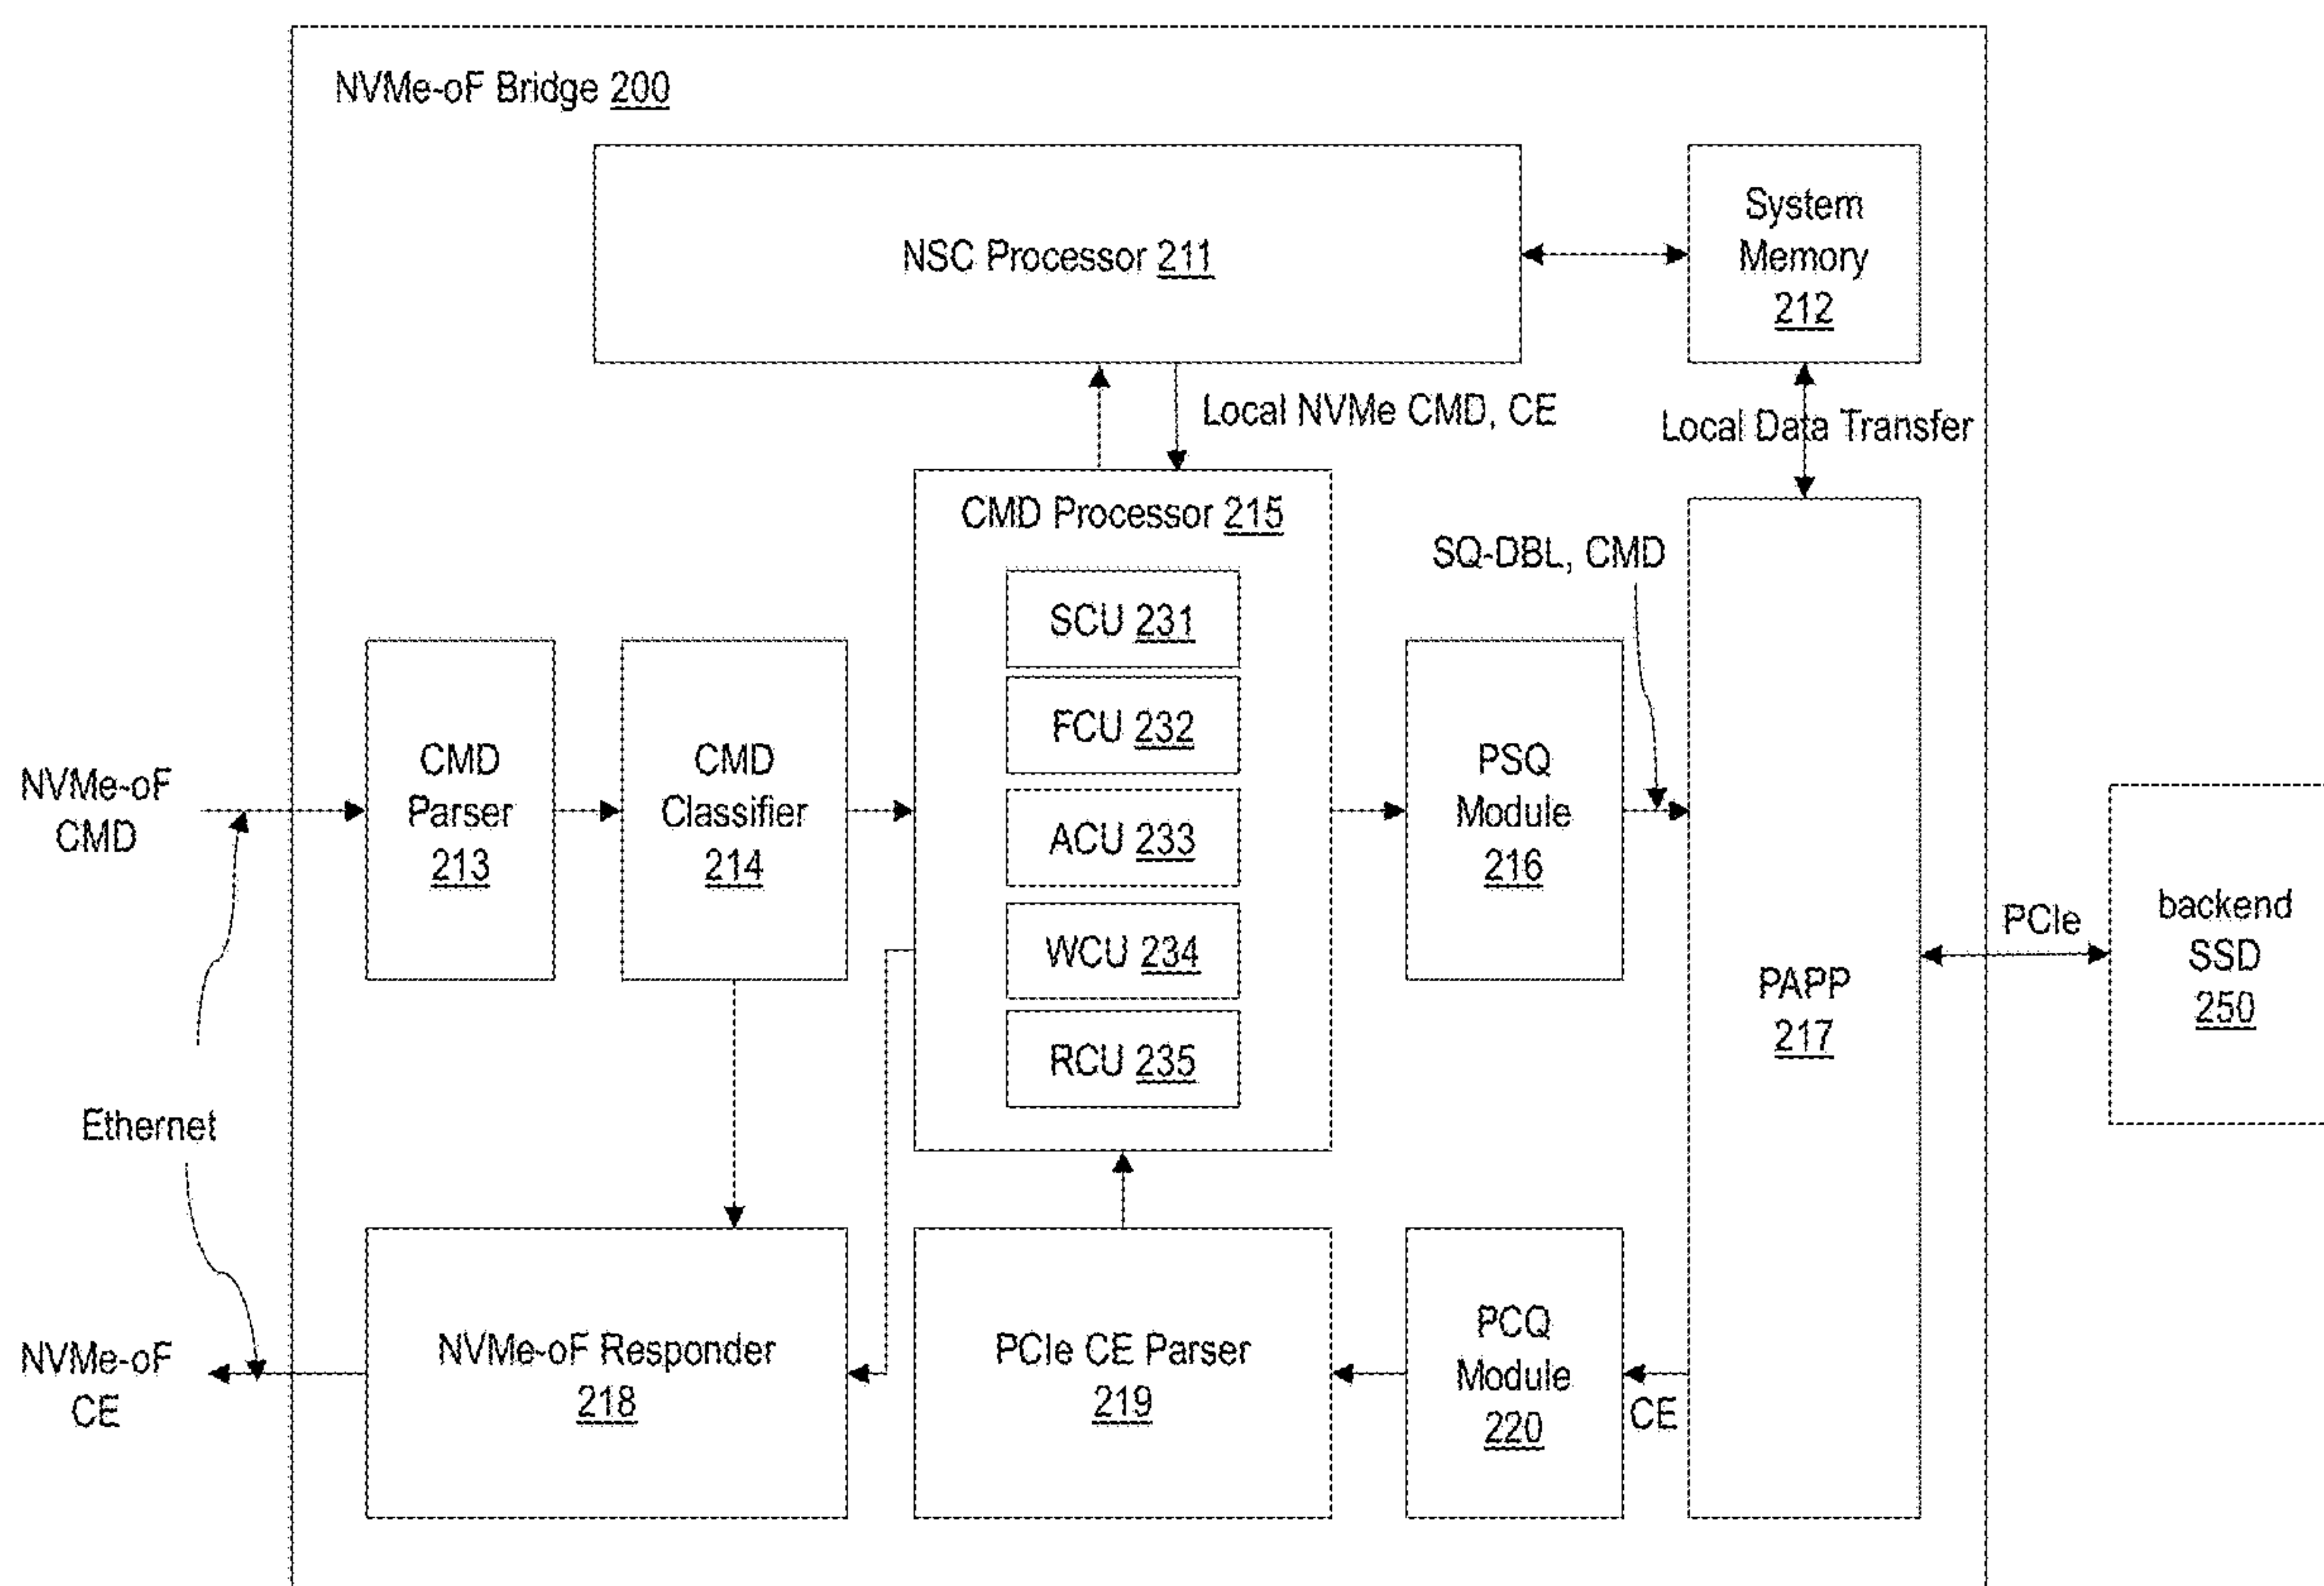 NVMe-oF Bridge 200
NSC Processor 211
System
Memory
212
Local NVMe CMD, CE
Local Data Transfer
CMD Processor 215
SCU 231
FCU 232
ACU 233
WCU 234
RCU 235
SQ-DBL, CMD
NVMe-oF
CMD
CMD
Parser
213
CMD
Classifier
214
PSQ
Module
216
PAPP
217
PCIe
backend
SSD
250
Ethernet
NVMe-oF
CE
NVMe-oF Responder
218
PCIe CE Parser
219
PCQ
Module
220
CE